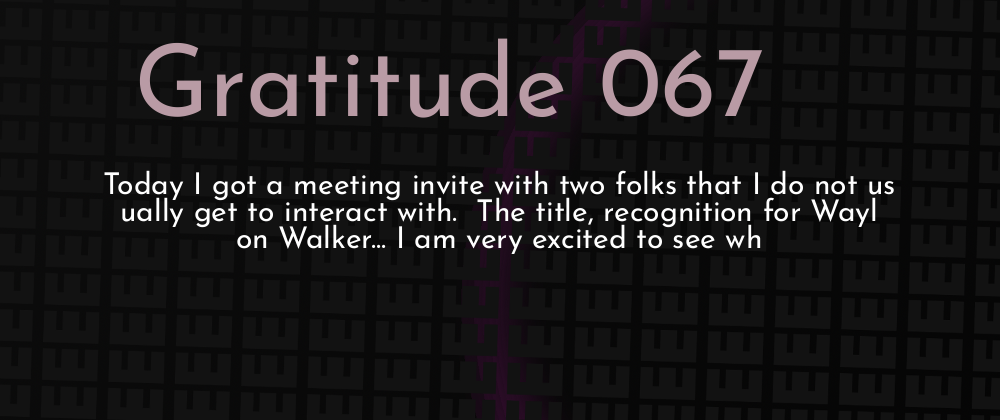 Gratitude 067
Today I got a meeting invite with two folks that I do not us
ually get to interact with.  The title, recognition for Wayl
on Walker... I am very excited to see wh